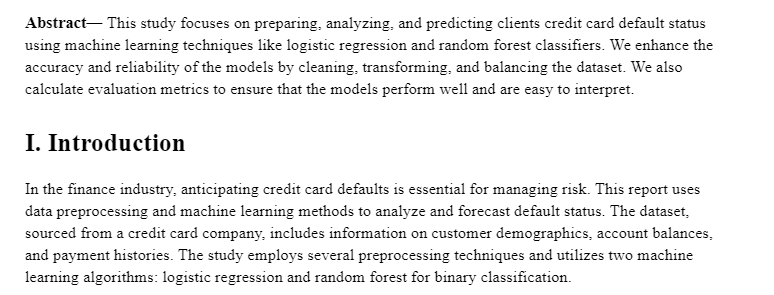 Abstract— This study focuses on preparing, analyzing, and predicting clients credit card default status
using machine learning techniques like logistic regression and random forest classifiers. We enhance the
accuracy and reliability of the models by cleaning, transforming, and balancing the dataset. We also
calculate evaluation metrics to ensure that the models perform well and are easy to interpret.
I. Introduction
In the finance industry, anticipating credit card defaults is essential for managing risk. This report uses
data preprocessing and machine learning methods to analyze and forecast default status. The dataset,
sourced from a credit card company, includes information on customer demographics, account balances,
and payment histories. The study employs several preprocessing techniques and utilizes two machine
learning algorithms: logistic regression and random forest for binary classification.